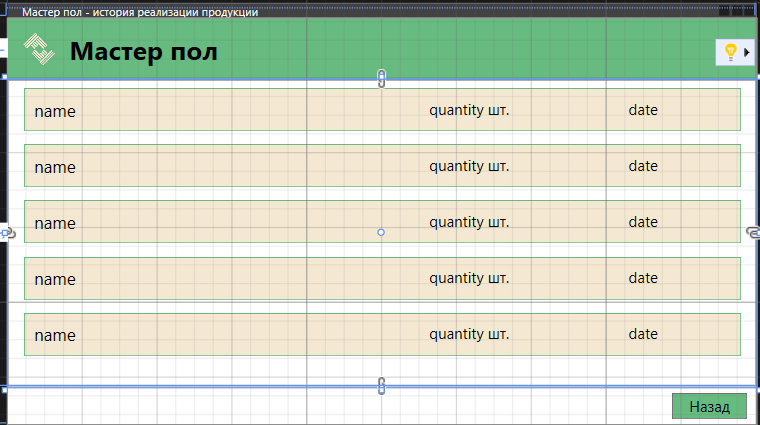 Мастер пол - история реализации продукции
Мастер пол
name quantity шт. date
name quantity шт. date
name quantity шт. date
name quantity шт. date
name quantity шт. date
Назад